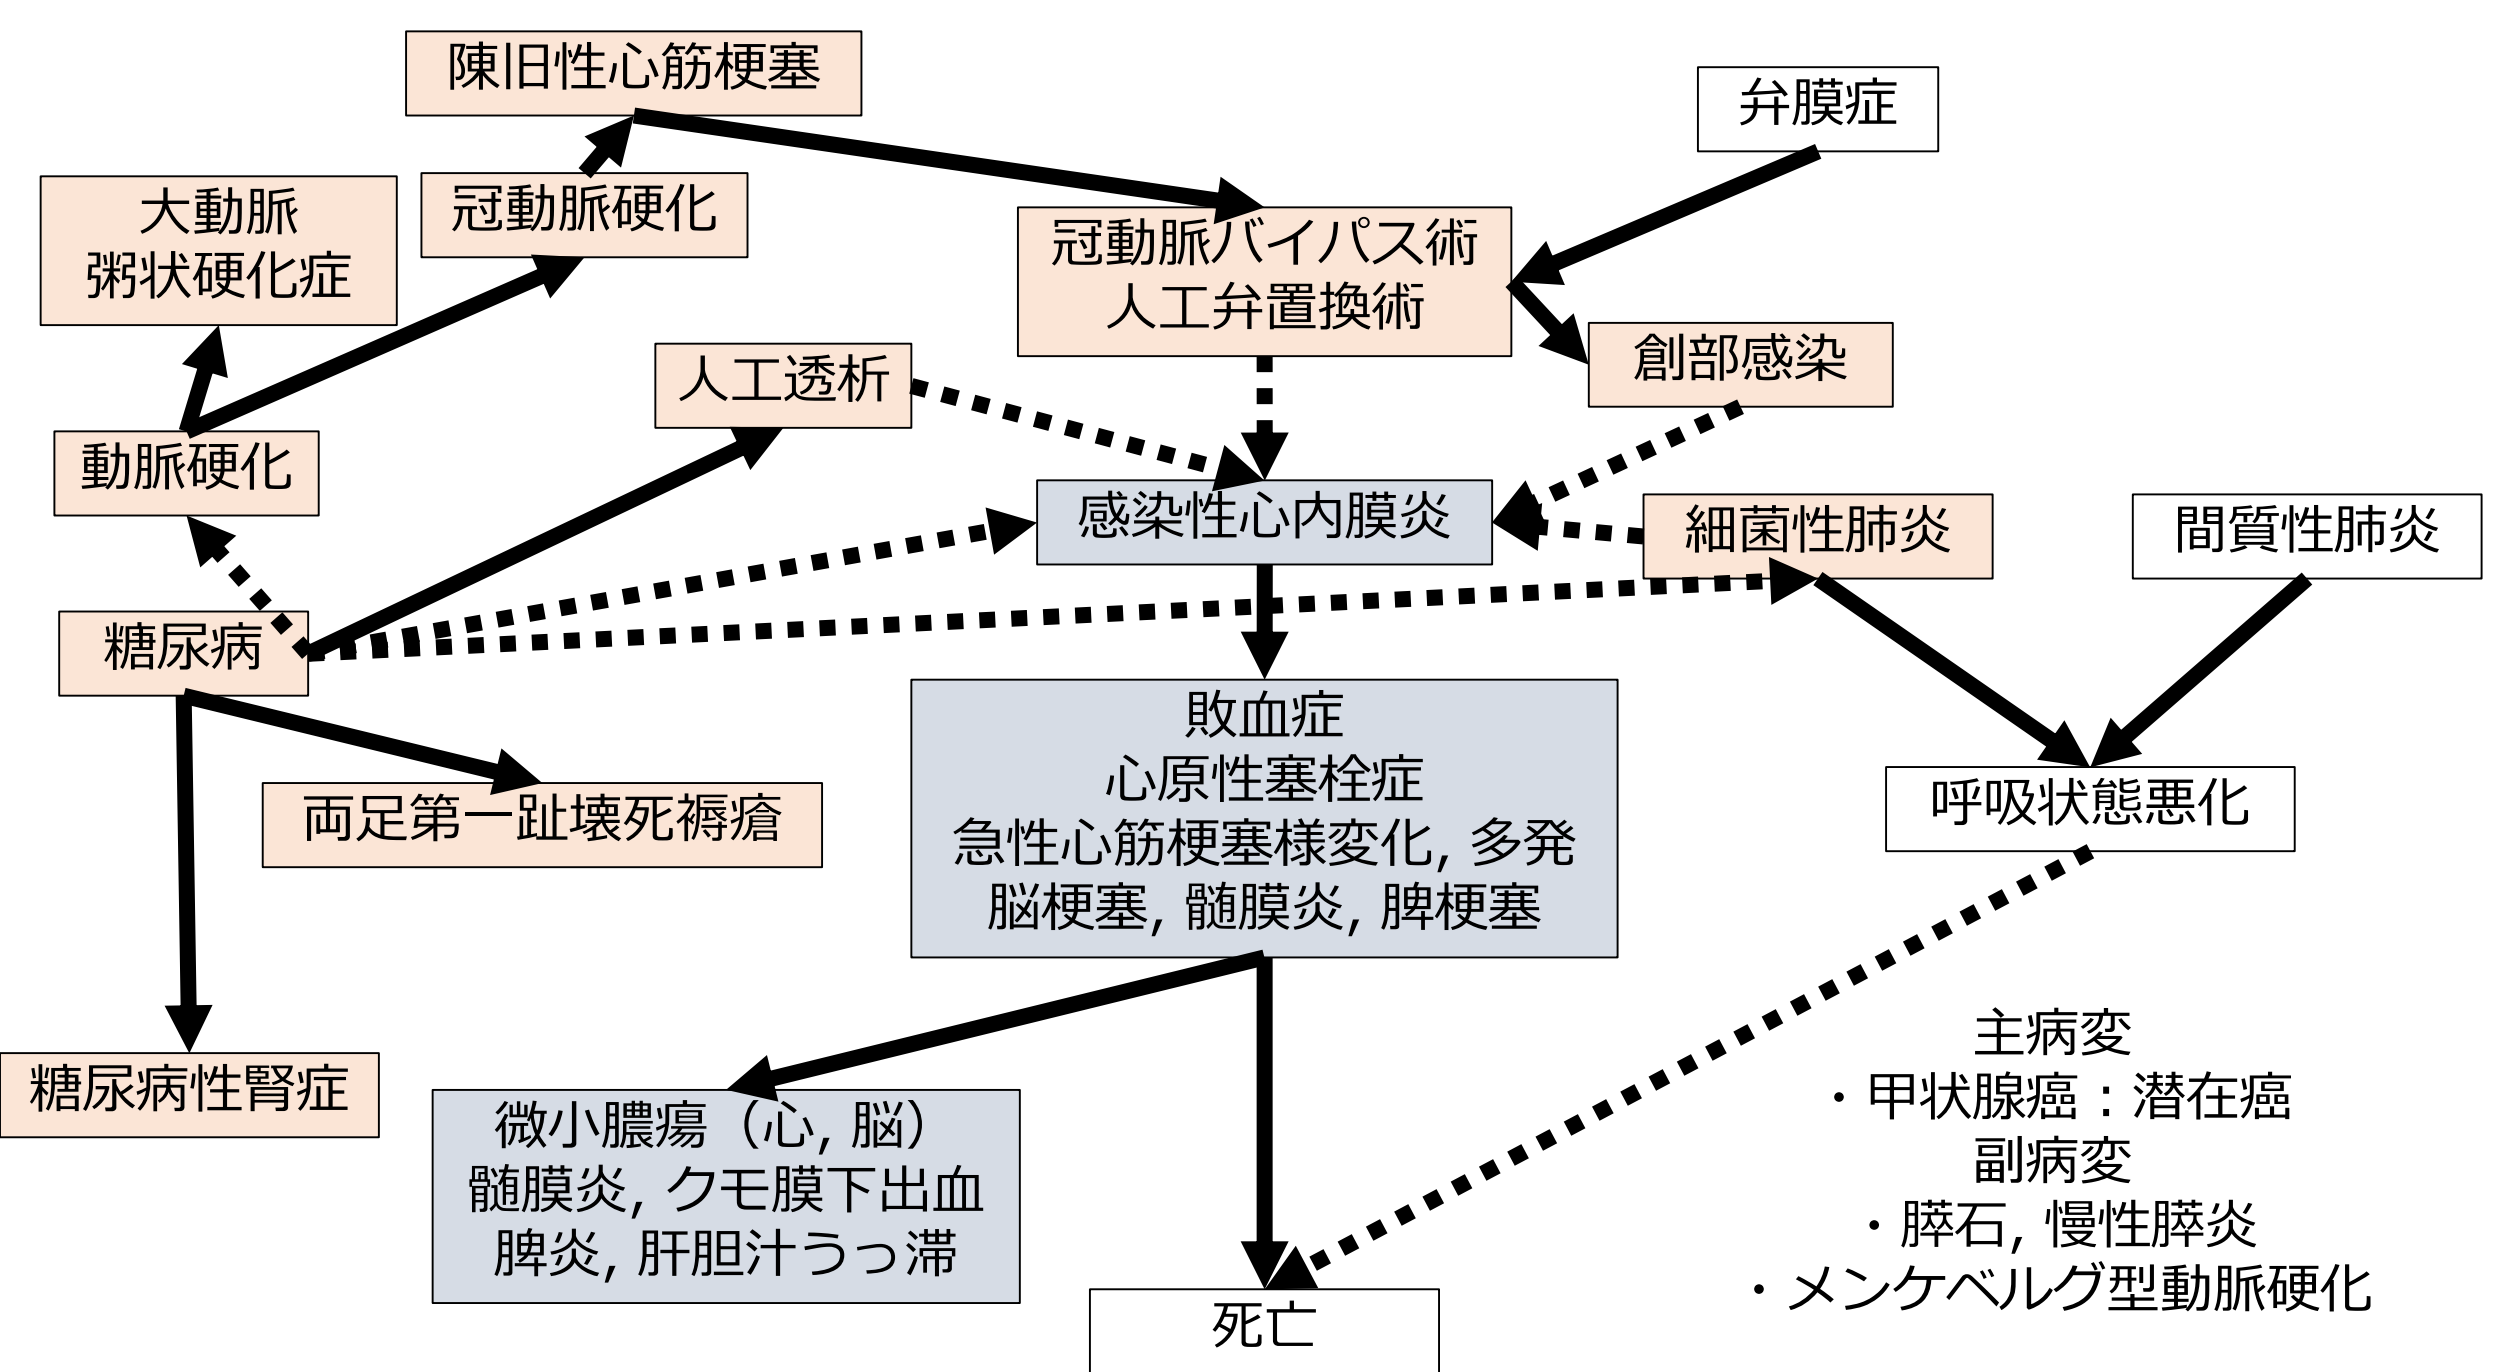 陳旧性心筋梗塞
弁膜症
大動脈
粥状硬化症
冠動脈硬化
冠動脈バイパス術
人工弁置換術
創部感染
人工透析
動脈硬化
感染性心内膜炎
細菌性肺炎
間質性肺炎
糖尿病
敗血症
心原性塞栓症
急性心筋梗塞変化，多発
脳梗塞，髄膜炎，脾梗塞
両足第一趾壊死瘢痕
呼吸状態悪化
糖尿病性腎症
微小膿瘍（心，脳）
髄膜炎，クモ膜下出血
脾炎，肝胆汁うっ滞
死亡
主病変
・甲状腺癌：潜在癌
副病変
・膵石，慢性膵炎
・メンケベルク型動脈硬化